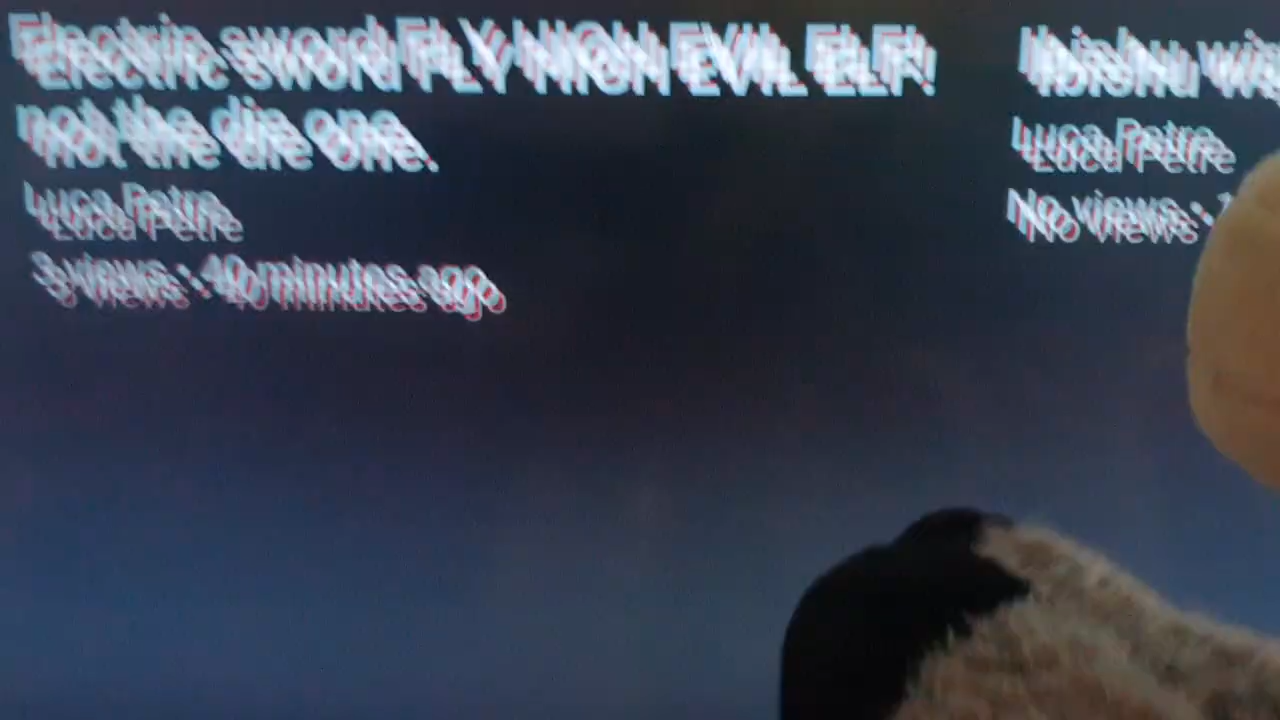 Electric sword FLY HIGH EVIL ELF!
not the die one.
Luca Petre
3 views · 40 minutes ago
Ibishu
Luca Petre
No views ·